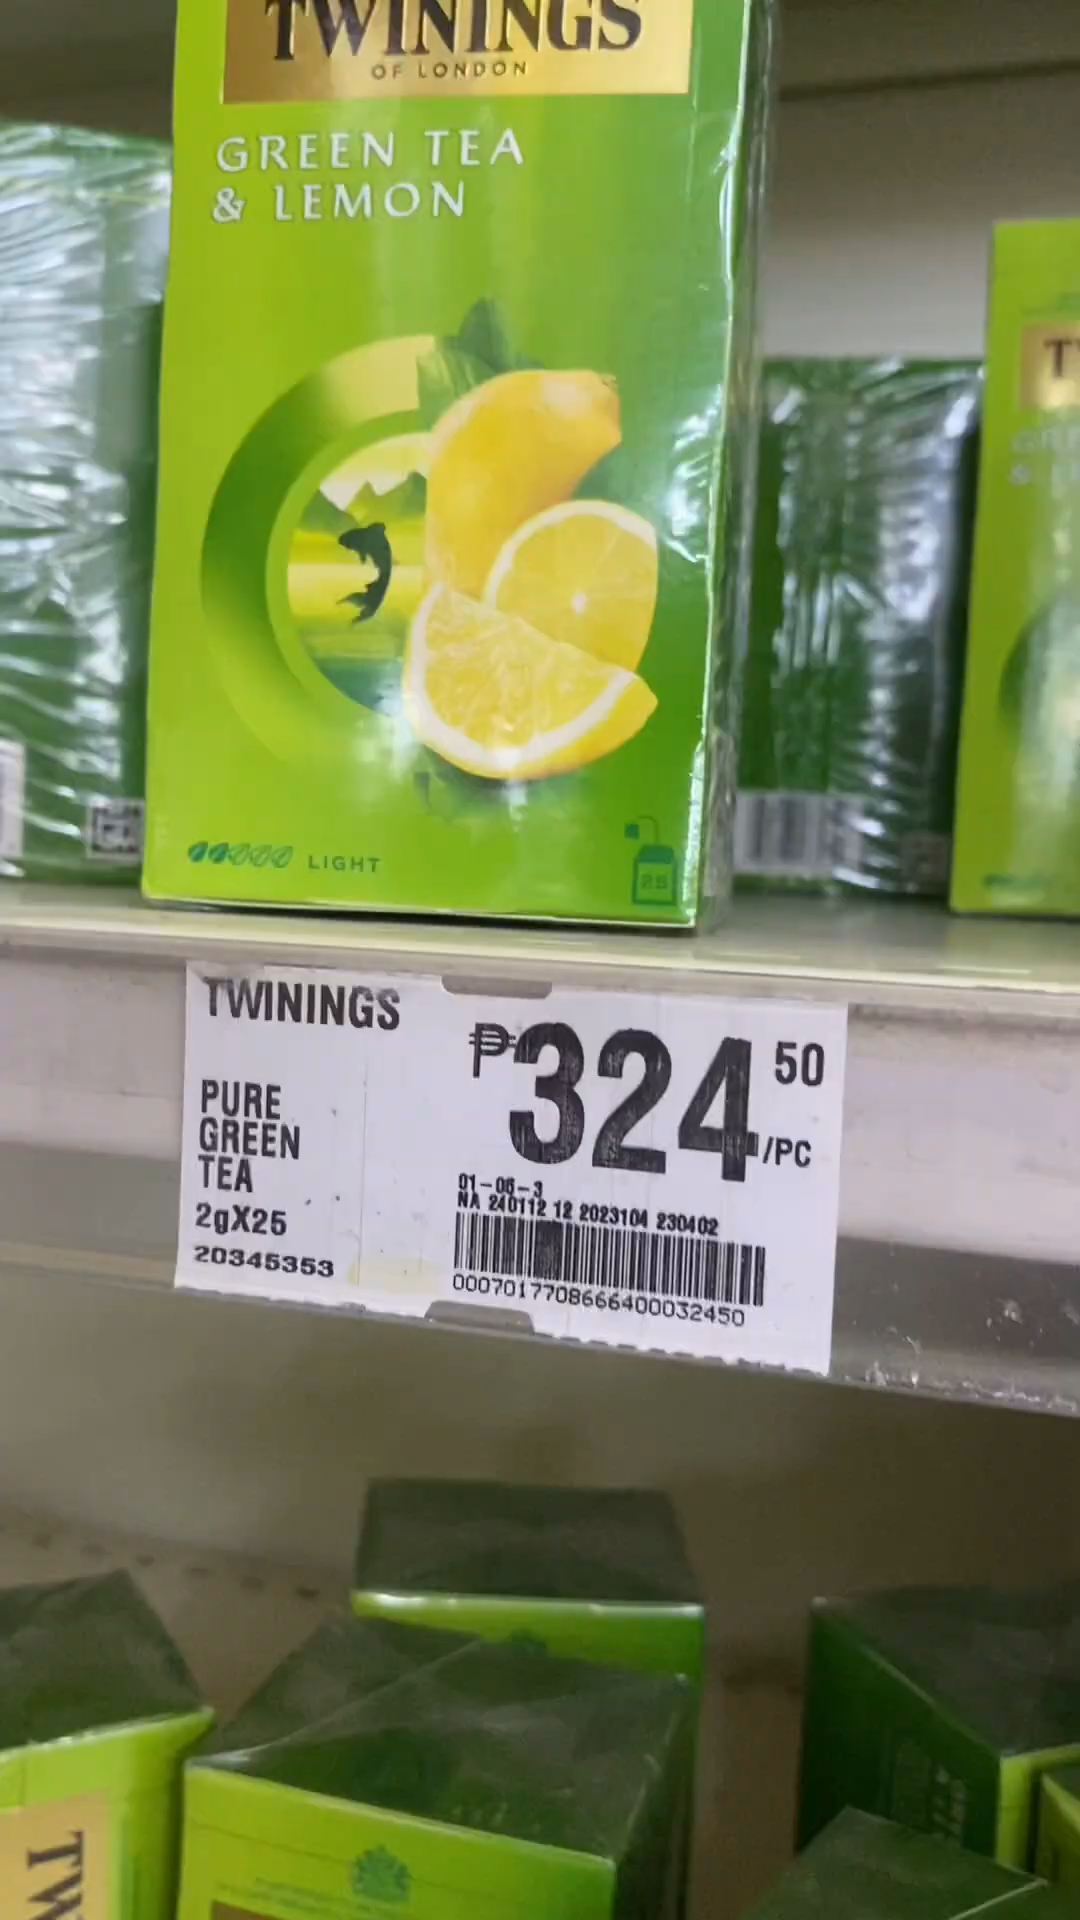 TWININGS
OF LONDON
GREEN TEA
& LEMON
LIGHT
25
TWININGS
PURE
GREEN
TEA
2gX25
20345353
₱324 50
/PC
01-06-3
NA 240112 12 2023104 230402
0007017708666400032450
TW